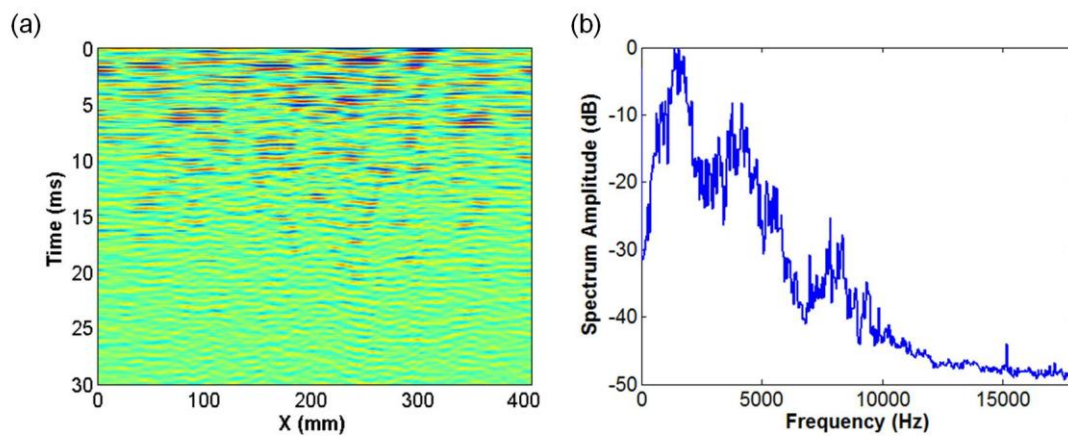 (a)
0
5
10
15
20
25
30
Time (ms)
0 100 200 300 400
X (mm)
(b)
0
-10
-20
-30
-40
-50
Spectrum Amplitude (dB)
0 5000 10000 15000
Frequency (Hz)